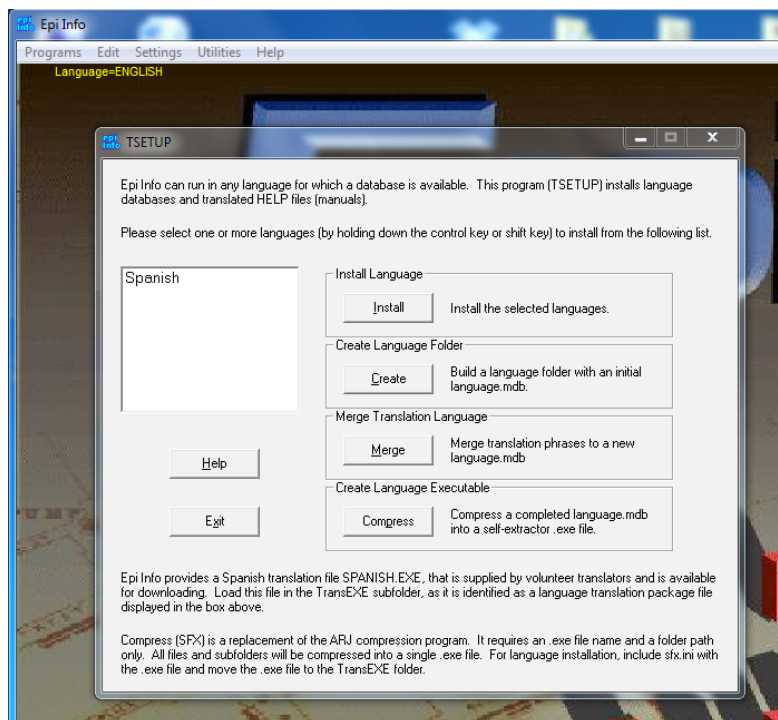 Epi Info
Programs Edit Settings Utilities Help
Language=ENGLISH
TSETUP
Epi Info can run in any language for which a database is available. This program (TSETUP) installs language
databases and translated HELP files (manuals).
Please select one or more languages (by holding down the control key or shift key) to install from the following list.
Spanish
Install Language
Install
Install the selected languages.
Create Language Folder
Create
Build a language folder with an initial
language.mdb.
Merge Translation Language
Merge
Merge translation phrases to a new
language.mdb
Help
Create Language Executable
Compress
Compress a completed language.mdb
into a self-extractor .exe file.
Exit
Epi Info provides a Spanish translation file SPANISH.EXE, that is supplied by volunteer translators and is available
for downloading. Load this file in the TransEXE subfolder, as it is identified as a language translation package file
displayed in the box above.
Compress (SFX) is a replacement of the ARJ compression program. It requires an .exe file name and a folder path
only. All files and subfolders will be compressed into a single .exe file. For language installation, include sfx.ini with
the .exe file and move the .exe file to the TransEXE folder.